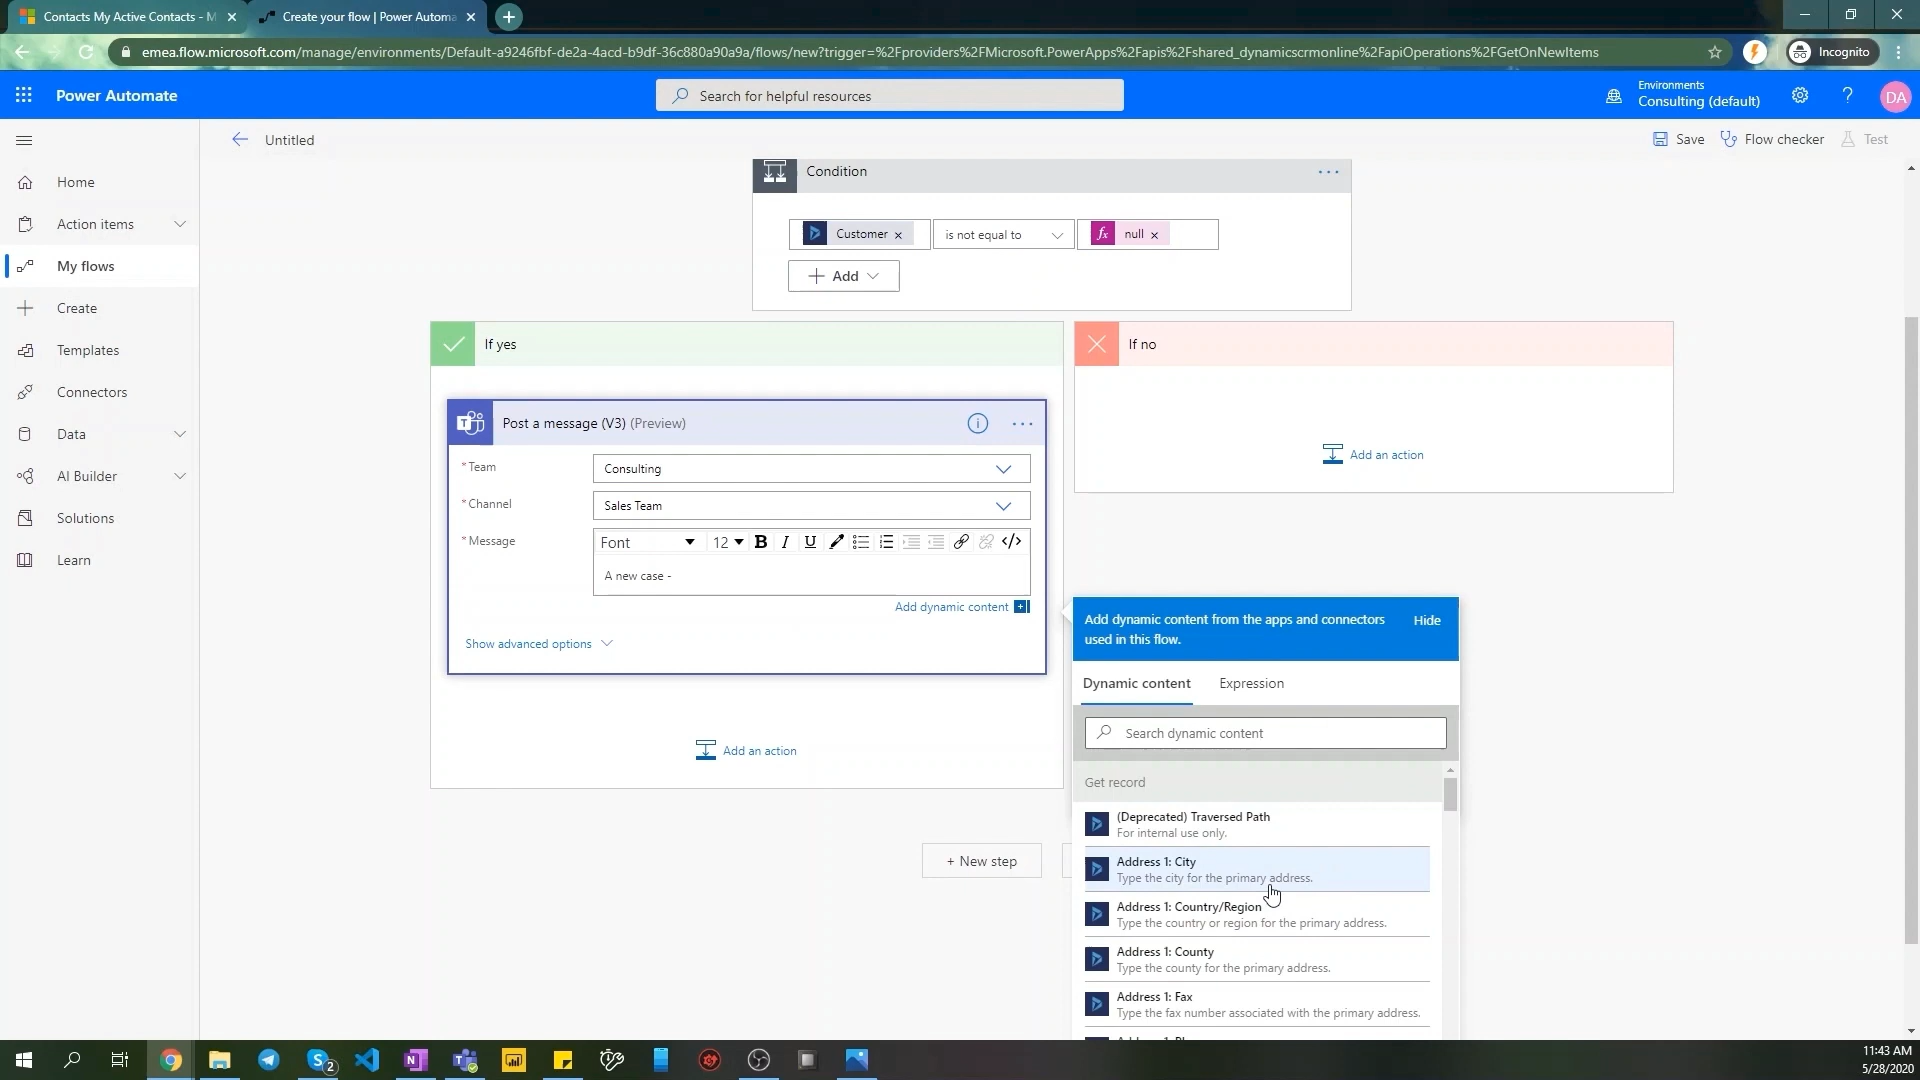 Contacts My Active Contacts - M
Create your flow | Power Automa
emea.flow.microsoft.com/manage/environments/Default-a9246fbf-de2a-4acd-b9df-36c880a90a9a/flows/new?trigger=%2Fproviders%2FMicrosoft.PowerApps%2Fapis%2Fshared_dynamicscrmonline%2FapiOperations%2FGetOnNewItems
Incognito
Power Automate
Search for helpful resources
Environments
Consulting (default)
?
DA
Untitled
Save
Flow checker
Test
Home
Action items
My flows
Create
Templates
Connectors
Data
AI Builder
Solutions
Learn
Condition
Customer
is not equal to
fx null
Add
If yes
If no
Post a message (V3) (Preview)
* Team
Consulting
* Channel
Sales Team
* Message
Font 12 B I U </>
A new case -
Add dynamic content
Show advanced options
Add an action
Add an action
+ New step
Add dynamic content from the apps and connectors
used in this flow.
Hide
Dynamic content
Expression
Search dynamic content
Get record
(Deprecated) Traversed Path
For internal use only.
Address 1: City
Type the city for the primary address.
Address 1: Country/Region
Type the country or region for the primary address.
Address 1: County
Type the county for the primary address.
Address 1: Fax
Type the fax number associated with the primary address.
2
11:43 AM
5/28/2020